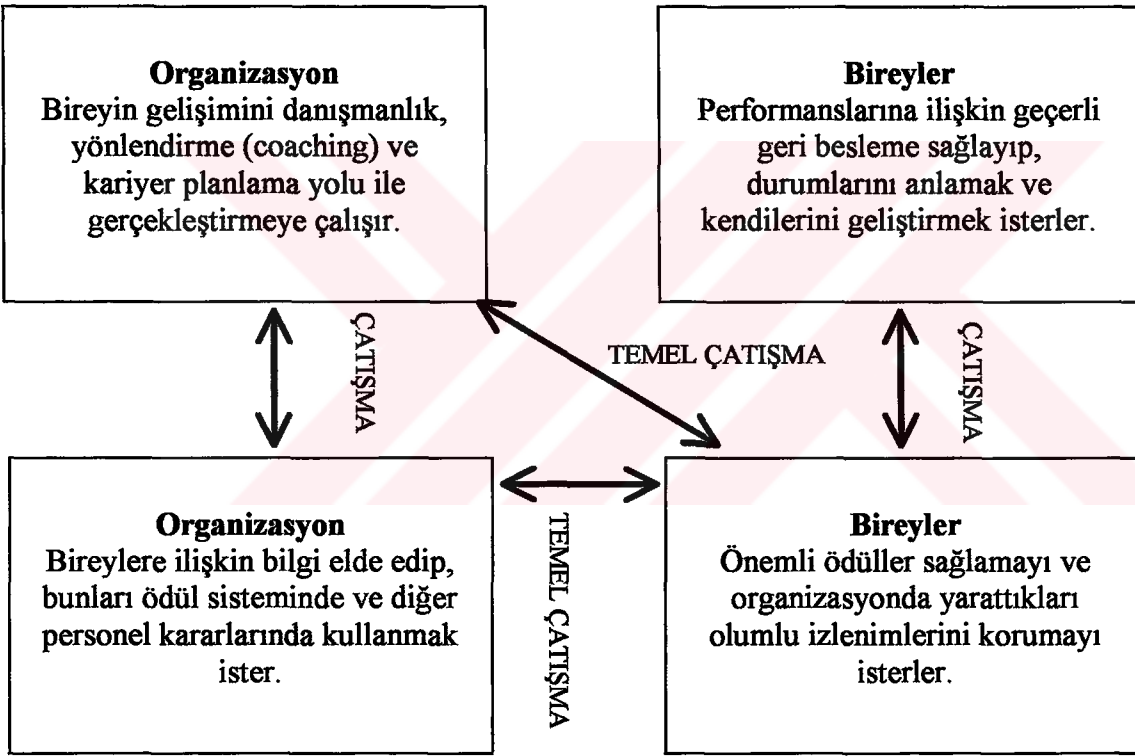 Organizasyon
Bireyin gelişimini danışmanlık,
yönlendirme (coaching) ve
kariyer planlama yolu ile
gerçekleştirmeye çalışır.
Bireyler
Performanslarına ilişkin geçerli
geri besleme sağlayıp,
durumlarını anlamak ve
kendilerini geliştirmek isterler.
ÇATIŞMA
TEMEL ÇATIŞMA
ÇATIŞMA
Organizasyon
Bireylere ilişkin bilgi elde edip,
bunları ödül sisteminde ve diğer
personel kararlarında kullanmak
ister.
TEMEL ÇATIŞMA
Bireyler
Önemli ödüller sağlamayı ve
organizasyonda yarattıkları
olumlu izlenimlerini korumayı
isterler.